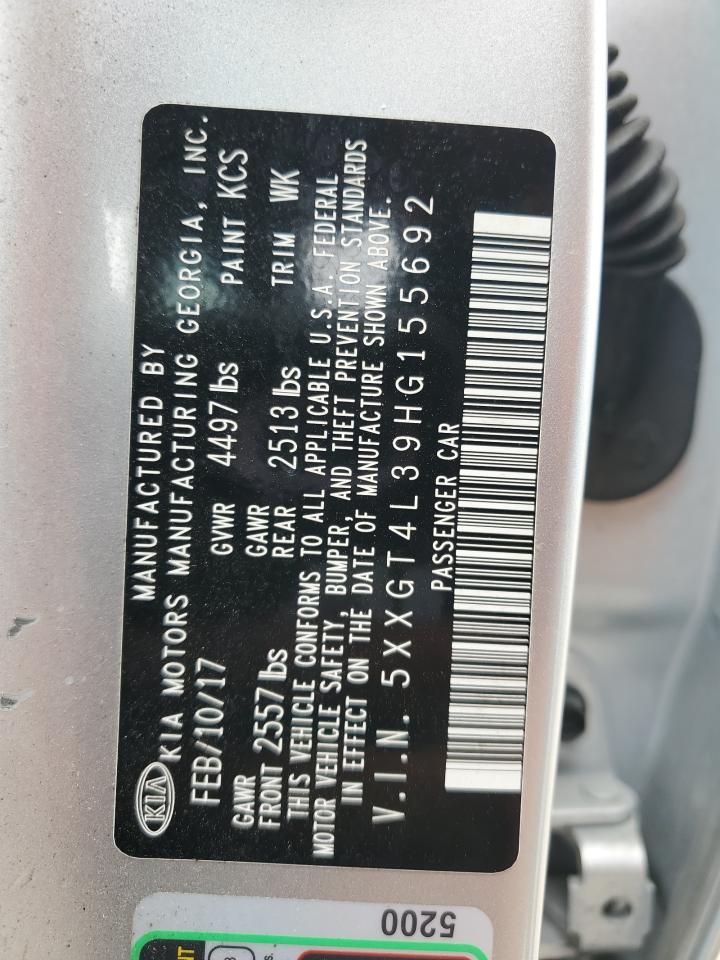 MANUFACTURED BY
KIA KIA MOTORS MANUFACTURING GEORGIA, INC.
FEB/10/17 GVWR 4497 lbs PAINT KCS
GAWR GAWR
FRONT 2557 lbs REAR 2513 lbs TRIM WK
THIS VEHICLE CONFORMS TO ALL APPLICABLE U.S.A. FEDERAL
MOTOR VEHICLE SAFETY, BUMPER, AND THEFT PREVENTION STANDARDS
IN EFFECT ON THE DATE OF MANUFACTURE SHOWN ABOVE.
V.I.N. 5XXGT4L39HG155692
PASSENGER CAR
5200